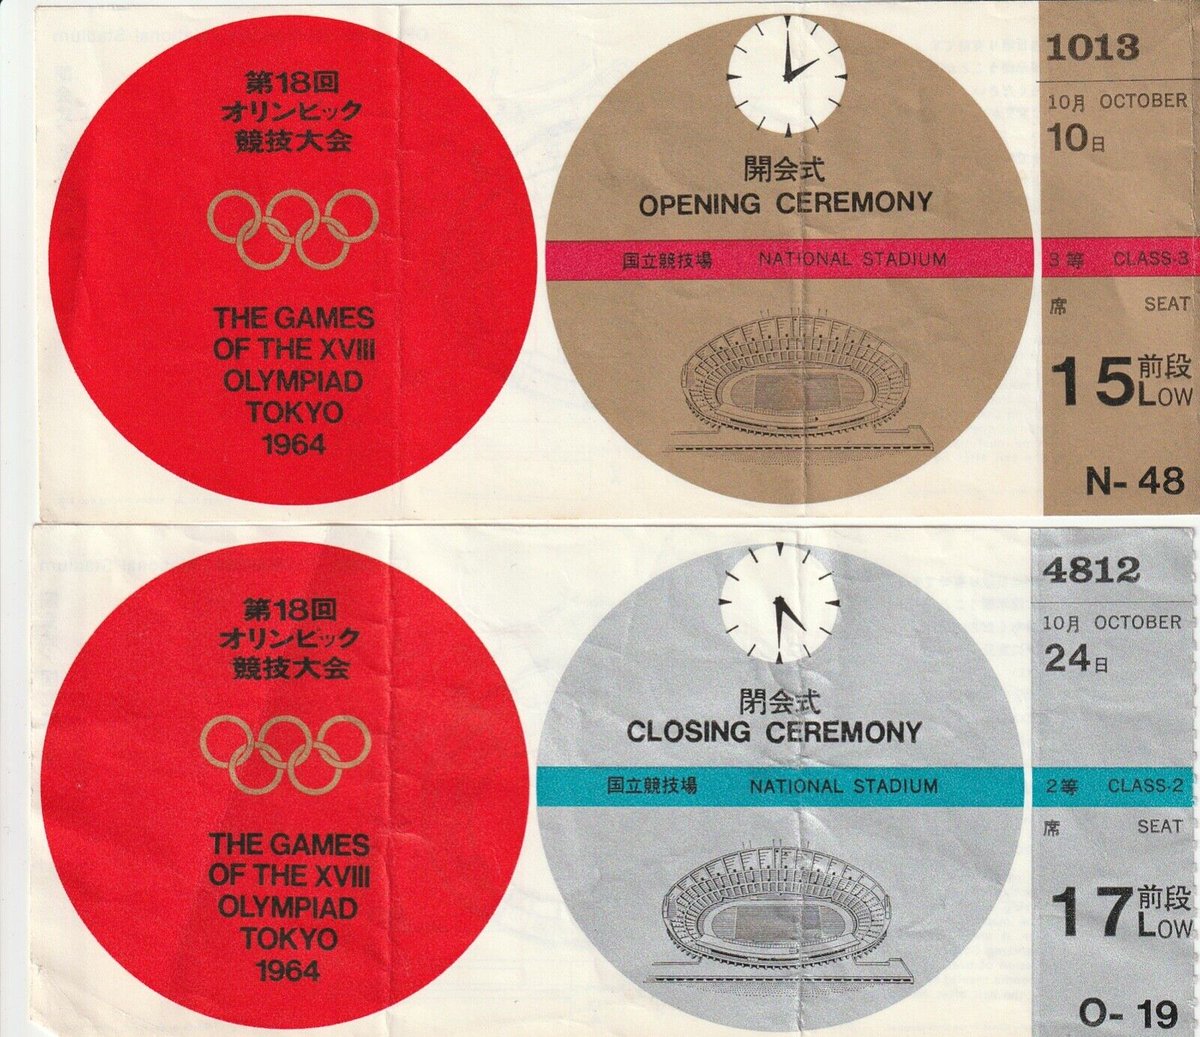 第18回
オリンピック
競技大会
THE GAMES
OF THE XVIII
OLYMPIAD
TOKYO
1964
開会式
OPENING CEREMONY
国立競技場 NATIONAL STADIUM
1013
10月 OCTOBER
10日
3等 CLASS-3
席 SEAT
15 前段 LOW
N- 48
第18回
オリンピック
競技大会
THE GAMES
OF THE XVIII
OLYMPIAD
TOKYO
1964
閉会式
CLOSING CEREMONY
国立競技場 NATIONAL STADIUM
4812
10月 OCTOBER
24日
2等 CLASS-2
席 SEAT
17 前段 LOW
O- 19